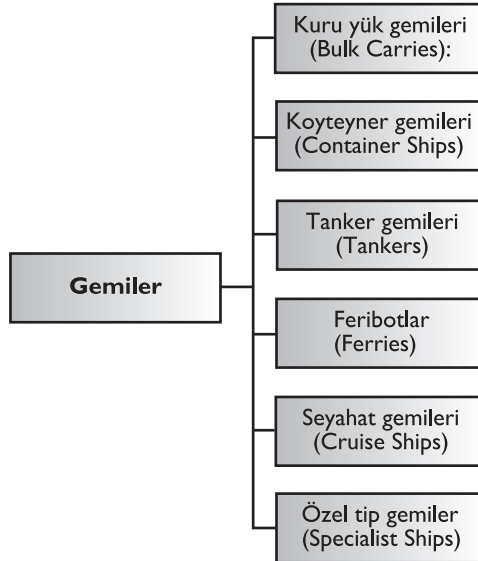 Kuru yük gemileri
(Bulk Carries):
Koyteyner gemileri
(Container Ships)
Tanker gemileri
(Tankers)
Gemiler
Feribotlar
(Ferries)
Seyahat gemileri
(Cruise Ships)
Özel tip gemiler
(Specialist Ships)